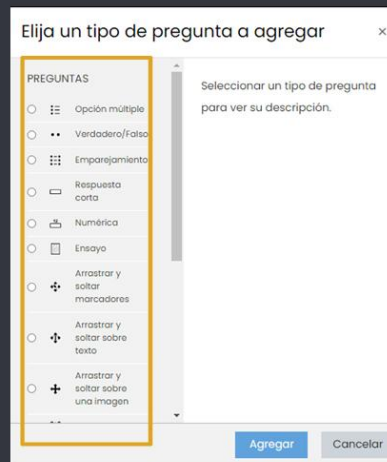 Elija un tipo de pregunta a agregar
×
PREGUNTAS
Opción múltiple
Verdadero/Falso
Emparejamiento
Respuesta
corta
Numérica
Ensayo
Arrastrar y
soltar
marcadores
Arrastrar y
soltar sobre
texto
Arrastrar y
soltar sobre
una imagen
Seleccionar un tipo de pregunta
para ver su descripción.
Agregar
Cancelar